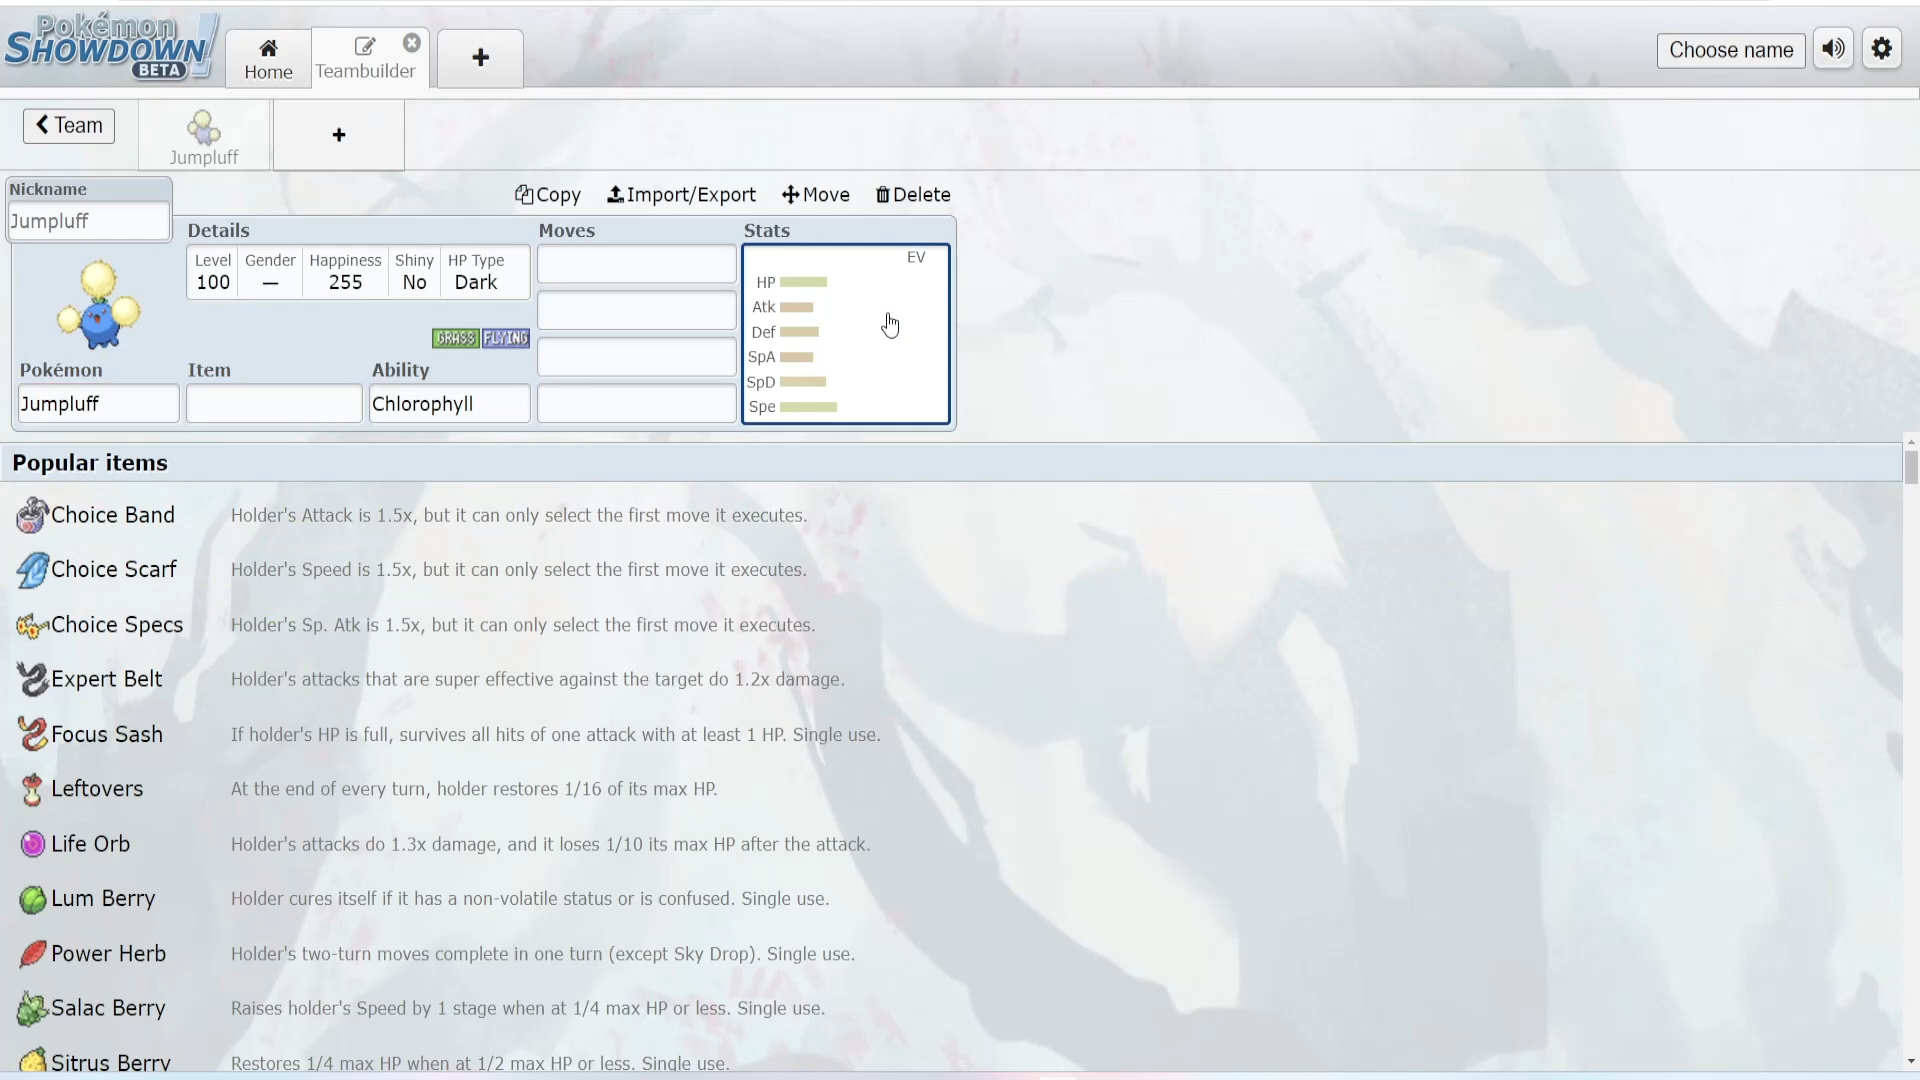 Pokémon
SHOWDOWN!
BETA
Home
Teambuilder
+
Choose name
Team
Jumpluff
+
Nickname
Jumpluff
Copy
Import/Export
Move
Delete
Details
Moves
Stats
Level
Gender
Happiness
Shiny
HP Type
100
—
255
No
Dark
EV
HP
Atk
Def
SpA
SpD
Spe
GRASS
FLYING
Pokémon
Item
Ability
Jumpluff
Chlorophyll
Popular items
Choice Band Holder's Attack is 1.5x, but it can only select the first move it executes.
Choice Scarf Holder's Speed is 1.5x, but it can only select the first move it executes.
Choice Specs Holder's Sp. Atk is 1.5x, but it can only select the first move it executes.
Expert Belt Holder's attacks that are super effective against the target do 1.2x damage.
Focus Sash If holder's HP is full, survives all hits of one attack with at least 1 HP. Single use.
Leftovers At the end of every turn, holder restores 1/16 of its max HP.
Life Orb Holder's attacks do 1.3x damage, and it loses 1/10 its max HP after the attack.
Lum Berry Holder cures itself if it has a non-volatile status or is confused. Single use.
Power Herb Holder's two-turn moves complete in one turn (except Sky Drop). Single use.
Salac Berry Raises holder's Speed by 1 stage when at 1/4 max HP or less. Single use.
Sitrus Berry Restores 1/4 max HP when at 1/2 max HP or less. Single use.